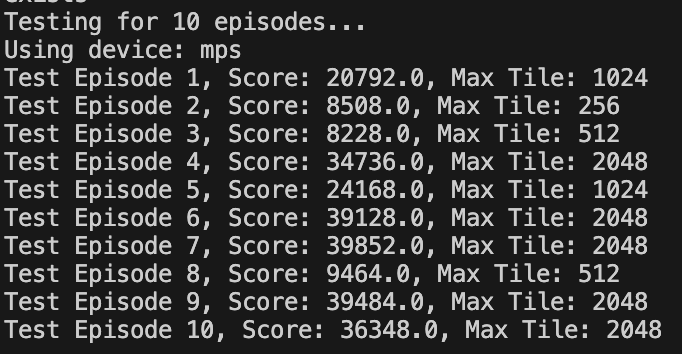 Testing for 10 episodes...
Using device: mps
Test Episode 1, Score: 20792.0, Max Tile: 1024
Test Episode 2, Score: 8508.0, Max Tile: 256
Test Episode 3, Score: 8228.0, Max Tile: 512
Test Episode 4, Score: 34736.0, Max Tile: 2048
Test Episode 5, Score: 24168.0, Max Tile: 1024
Test Episode 6, Score: 39128.0, Max Tile: 2048
Test Episode 7, Score: 39852.0, Max Tile: 2048
Test Episode 8, Score: 9464.0, Max Tile: 512
Test Episode 9, Score: 39484.0, Max Tile: 2048
Test Episode 10, Score: 36348.0, Max Tile: 2048